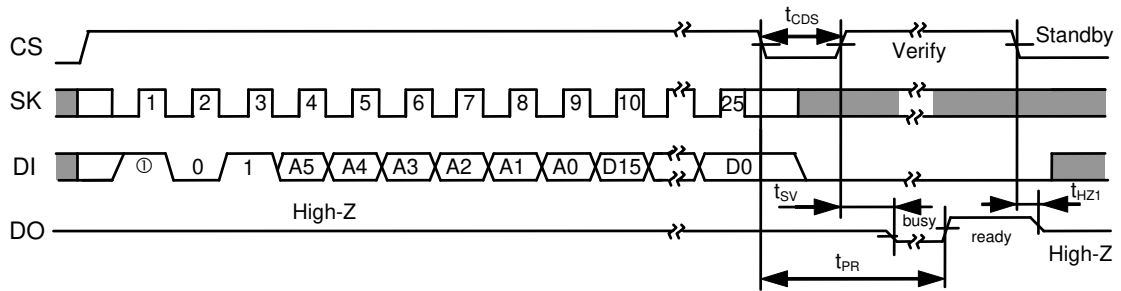 CS tCDS Verify Standby
SK 1 2 3 4 5 6 7 8 9 10 25
DI ① 0 1 A5 A4 A3 A2 A1 A0 D15 D0
tSV tHZ1
High-Z busy
DO ready High-Z
tPR